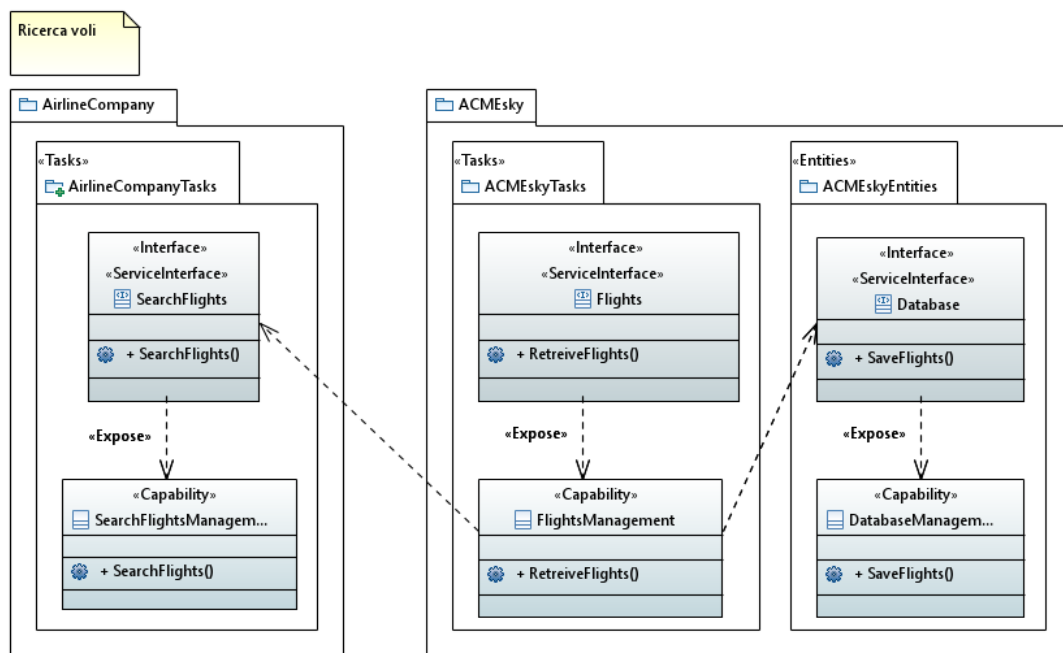 Ricerca voli
AirlineCompany
«Tasks»
AirlineCompanyTasks
«Interface»
«ServiceInterface»
SearchFlights
+ SearchFlights()
«Expose»
«Capability»
SearchFlightsManagem...
+ SearchFlights()
ACMEsky
«Tasks»
ACMEskyTasks
«Interface»
«ServiceInterface»
Flights
+ RetreiveFlights()
«Expose»
«Capability»
FlightsManagement
+ RetreiveFlights()
«Entities»
ACMEskyEntities
«Interface»
«ServiceInterface»
Database
+ SaveFlights()
«Expose»
«Capability»
DatabaseManagem...
+ SaveFlights()